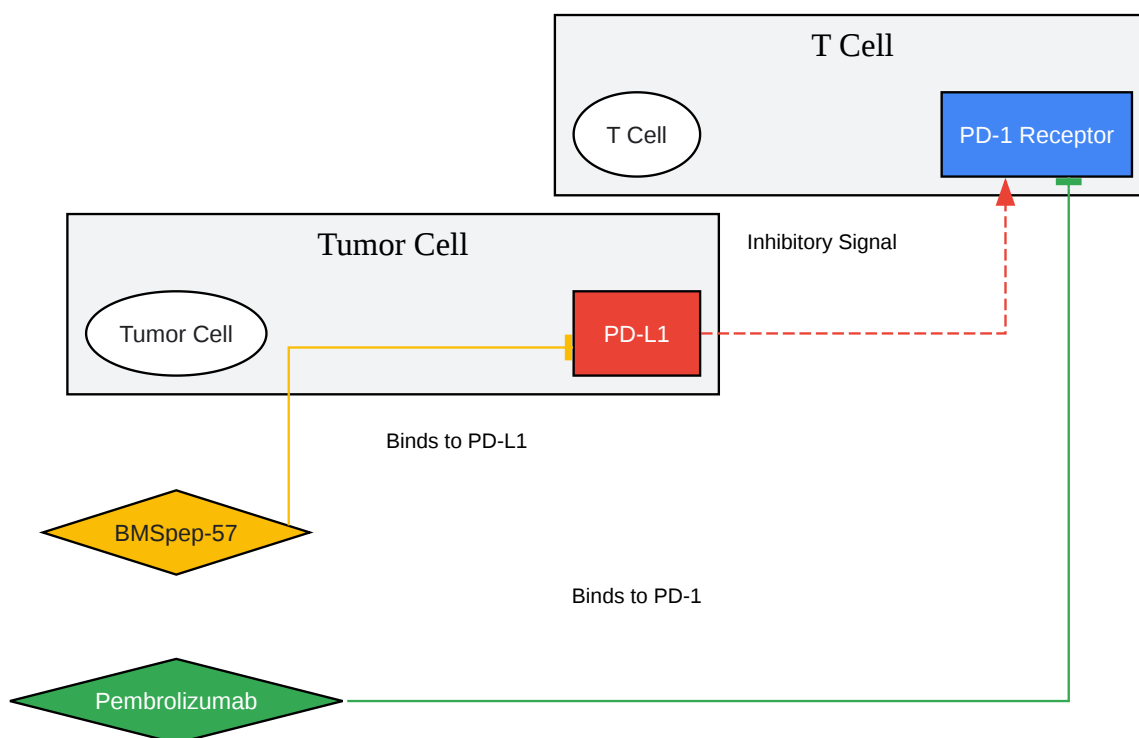 T Cell
T Cell
PD-1 Receptor
Tumor Cell
Inhibitory Signal
Tumor Cell
PD-L1
Binds to PD-L1
BMSpep-57
Binds to PD-1
Pembrolizumab